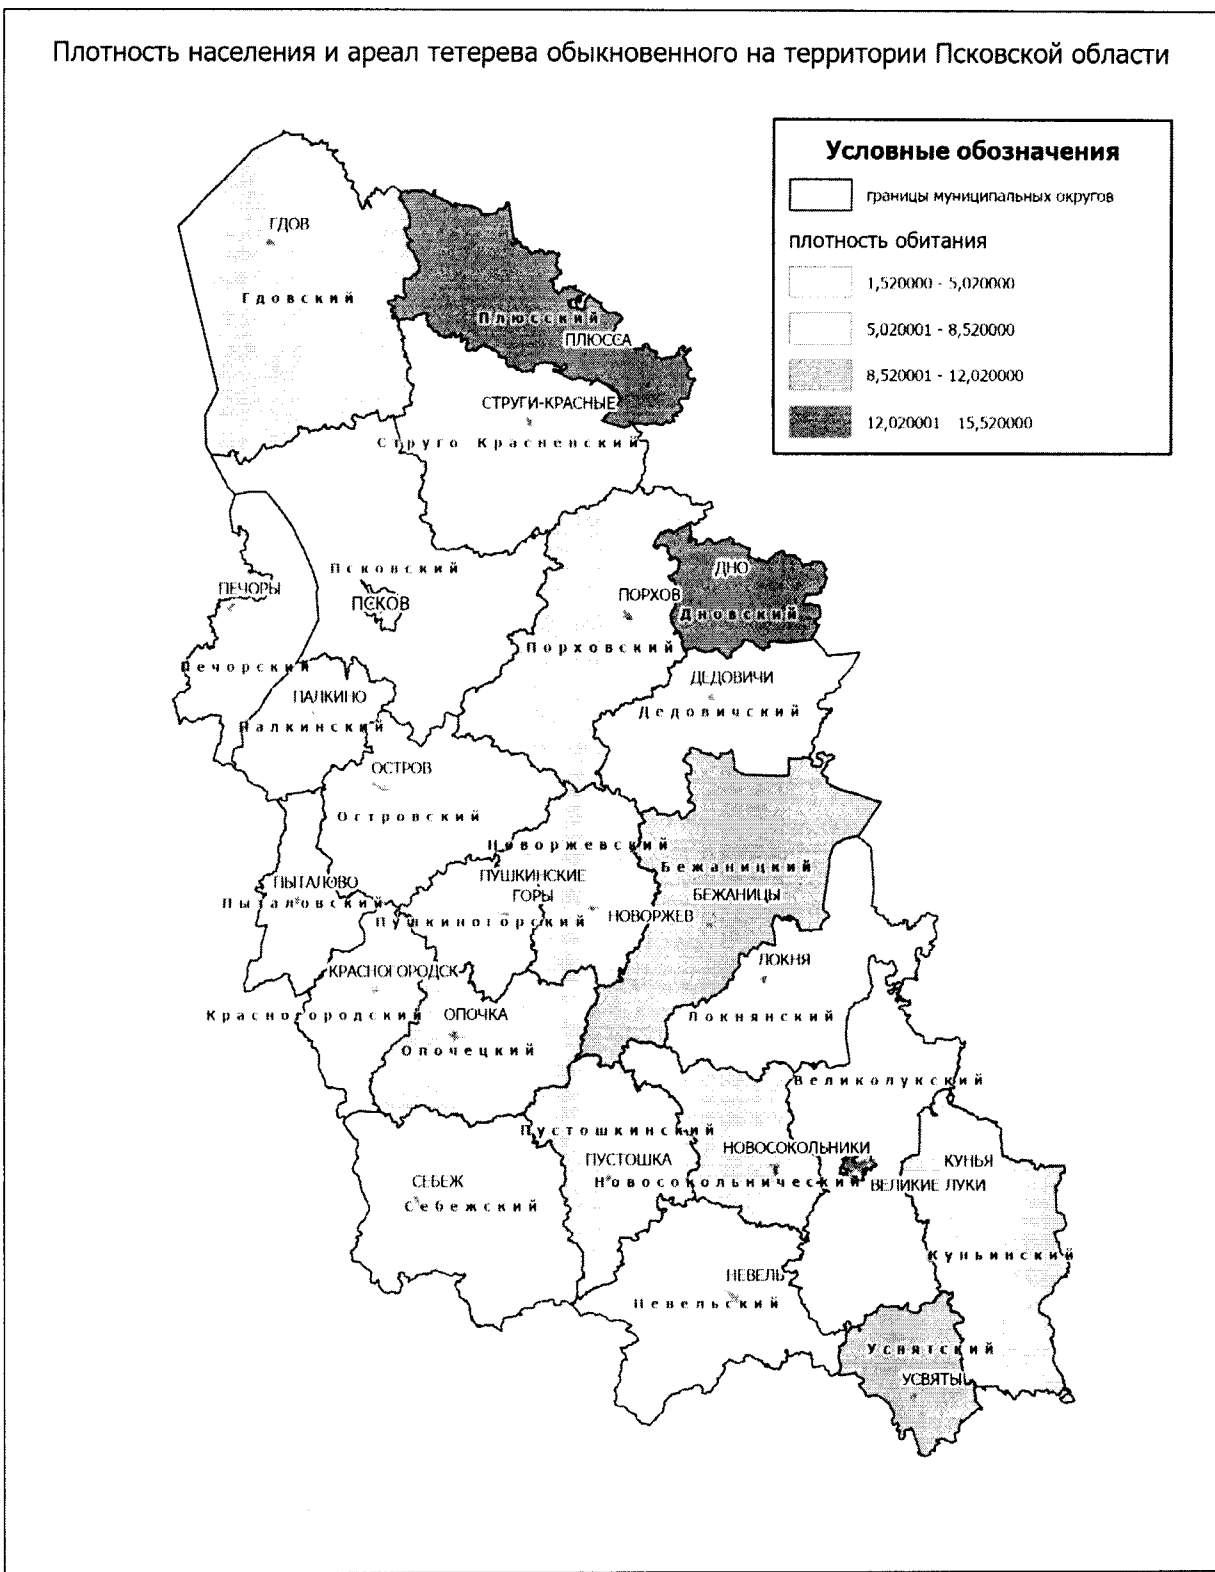 Плотность населения и ареал тетерева обыкновенного на территории Псковской области
Условные обозначения
границы муниципальных округов
плотность обитания
1,520000 - 5,020000
5,020001 - 8,520000
8,520001 - 12,020000
12,020001 15,520000
ГДОВ
Гдовский
Плюсский
ПЛЮССА
СТРУГИ-КРАСНЫЕ
Струго Красненский
Псковский
ПСКОВ
ПЕЧОРЫ
Печорский
ДНО
Дновский
ПОРХОВ
Порховский
ДЕДОВИЧИ
Дедовичский
ПАЛКИНО
Палкинский
ОСТРОВ
Островский
Новоржевский
Бежаницкий
ПУШКИНСКИЕ
ГОРЫ
БЕЖАНИЦЫ
ПЫТАЛОВО
Пыталовский
Пушкиногорский
НОВОРЖЕВ
КРАСНОГОРОДСК
ЛОКНЯ
Красногородский
ОПОЧКА
Локнянский
Опочецкий
Великолукский
Пустошкинский
НОВОСОКОЛЬНИКИ
ПУСТОШКА
КУНЬЯ
СЕБЕЖ
Новосокольнический
ВЕЛИКИЕ ЛУКИ
Себежский
Куньинский
НЕВЕЛЬ
Невельский
Усвятский
УСВЯТЫ